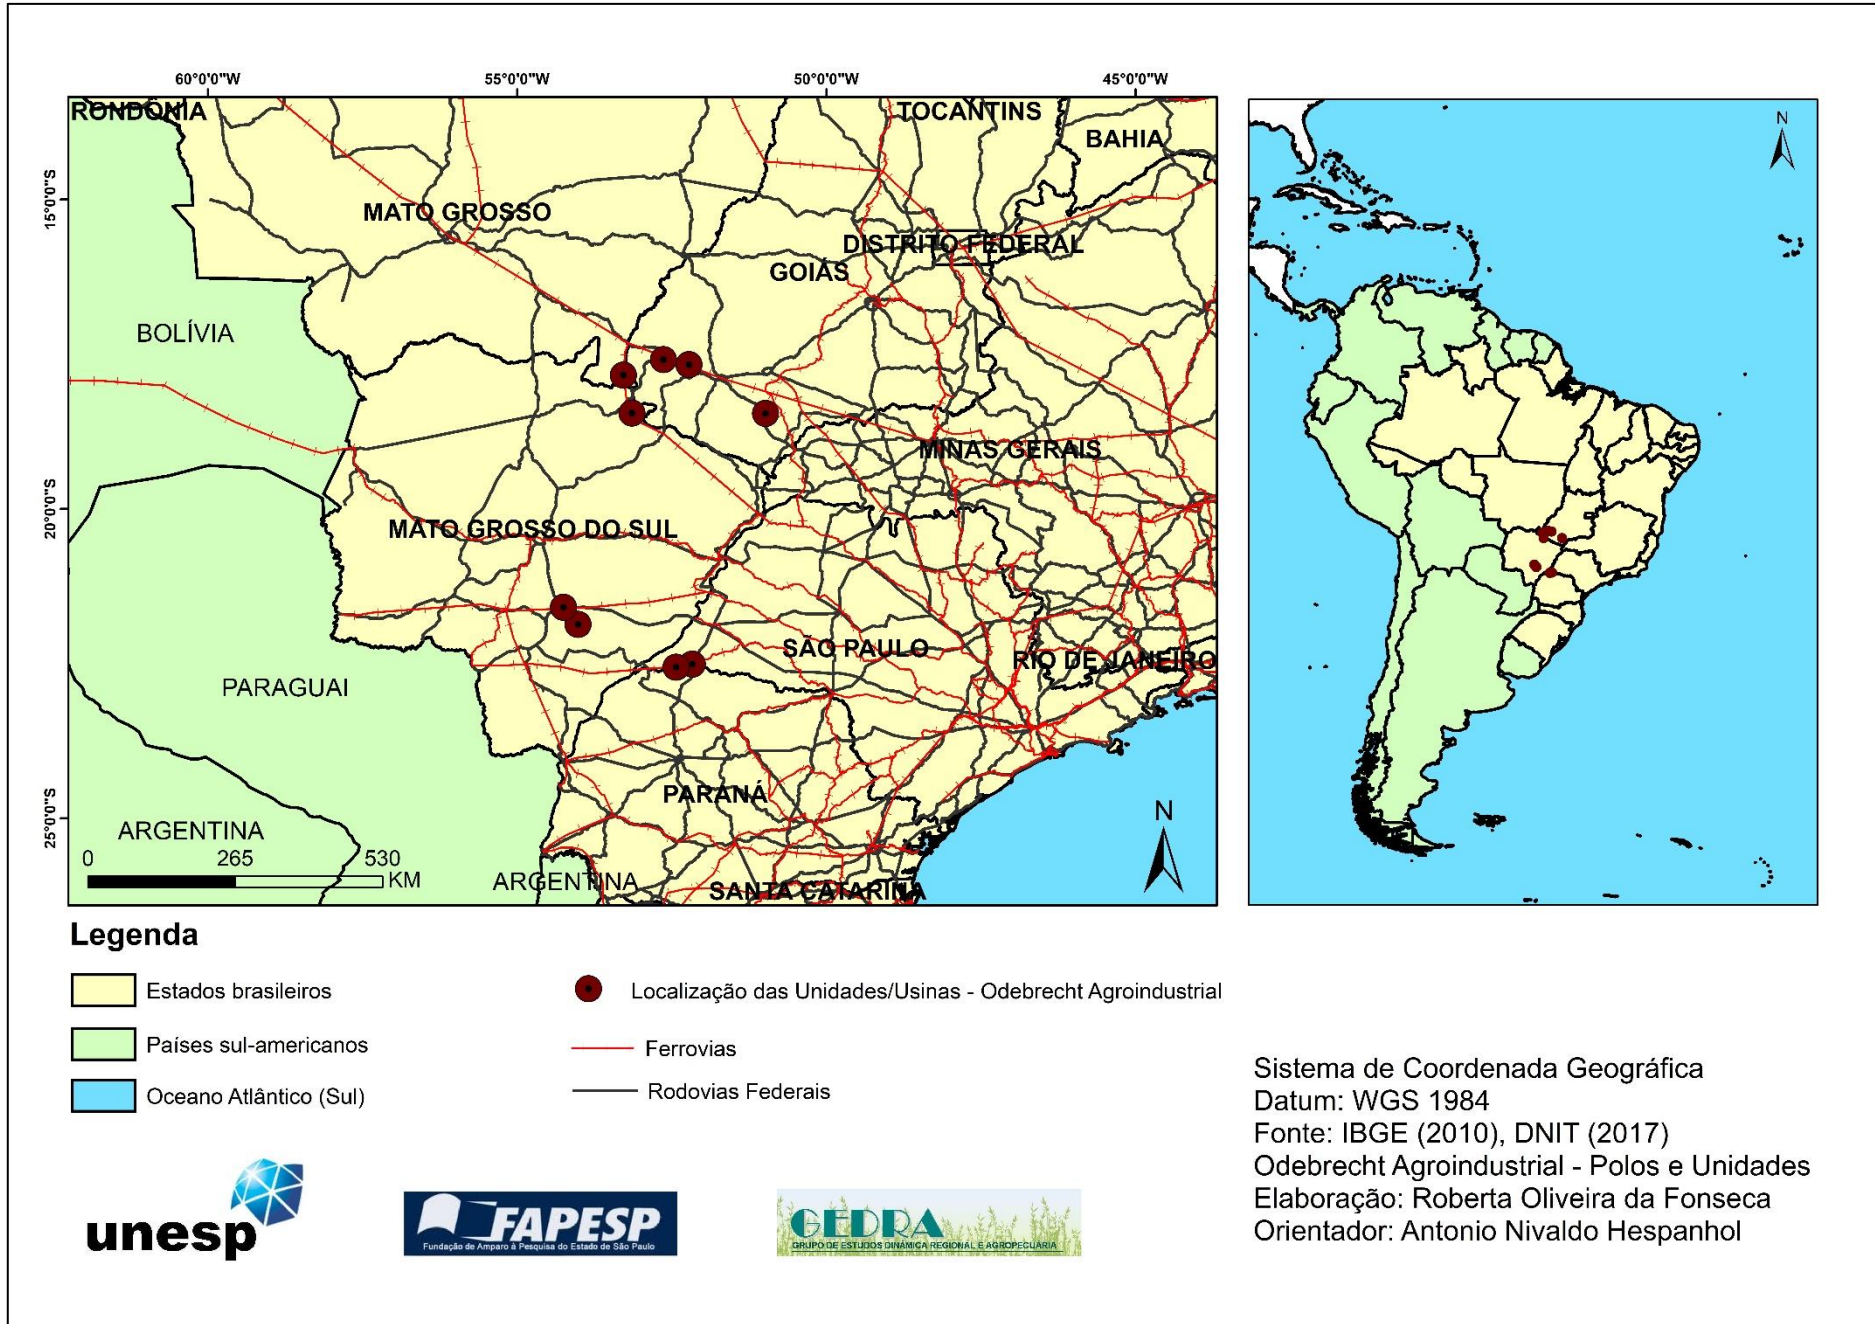 60°0'0"W
55°0'0"W
50°0'0"W
45°0'0"W
15°0'0"S
20°0'0"S
25°0'0"S
RONDÔNIA
TOCANTINS
BAHIA
MATO GROSSO
DISTRITO FEDERAL
GOIÁS
BOLÍVIA
MINAS GERAIS
MATO GROSSO DO SUL
SÃO PAULO
RIO DE JANEIRO
PARAGUAI
PARANÁ
ARGENTINA
ARGENTINA
SANTA CATARINA
0 265 530
KM
N
N
Legenda
Estados brasileiros
Países sul-americanos
Oceano Atlântico (Sul)
Localização das Unidades/Usinas - Odebrecht Agroindustrial
Ferrovias
Rodovias Federais
Sistema de Coordenada Geográfica
Datum: WGS 1984
Fonte: IBGE (2010), DNIT (2017)
Odebrecht Agroindustrial - Polos e Unidades
Elaboração: Roberta Oliveira da Fonseca
Orientador: Antonio Nivaldo Hespanhol
unesp
FAPESP
Fundação de Amparo à Pesquisa do Estado de São Paulo
GEDRA
GRUPO DE ESTUDOS DINÂMICA REGIONAL E AGROPECUÁRIA